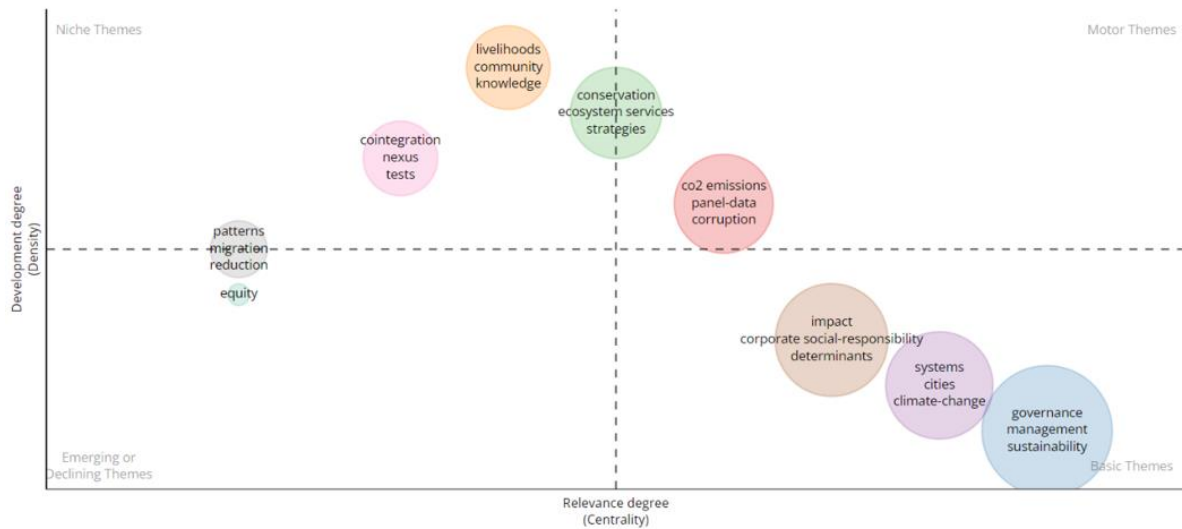 Niche Themes
Motor Themes
livelihoods
community
knowledge
conservation
ecosystem services
strategies
cointegration
nexus
tests
co2 emissions
panel-data
corruption
patterns
migration
reduction
equity
impact
corporate social-responsibility
determinants
systems
cities
climate-change
governance
management
sustainability
Emerging or
Declining Themes
Basic Themes
Development degree
(Density)
Relevance degree
(Centrality)